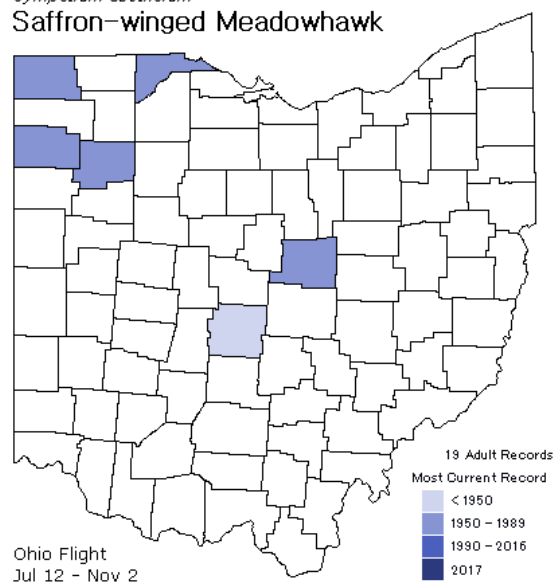 Saffron-winged Meadowhawk
19 Adult Records
Most Current Record
< 1950
1950 - 1989
1990 - 2016
2017
Ohio Flight
Jul 12 - Nov 2